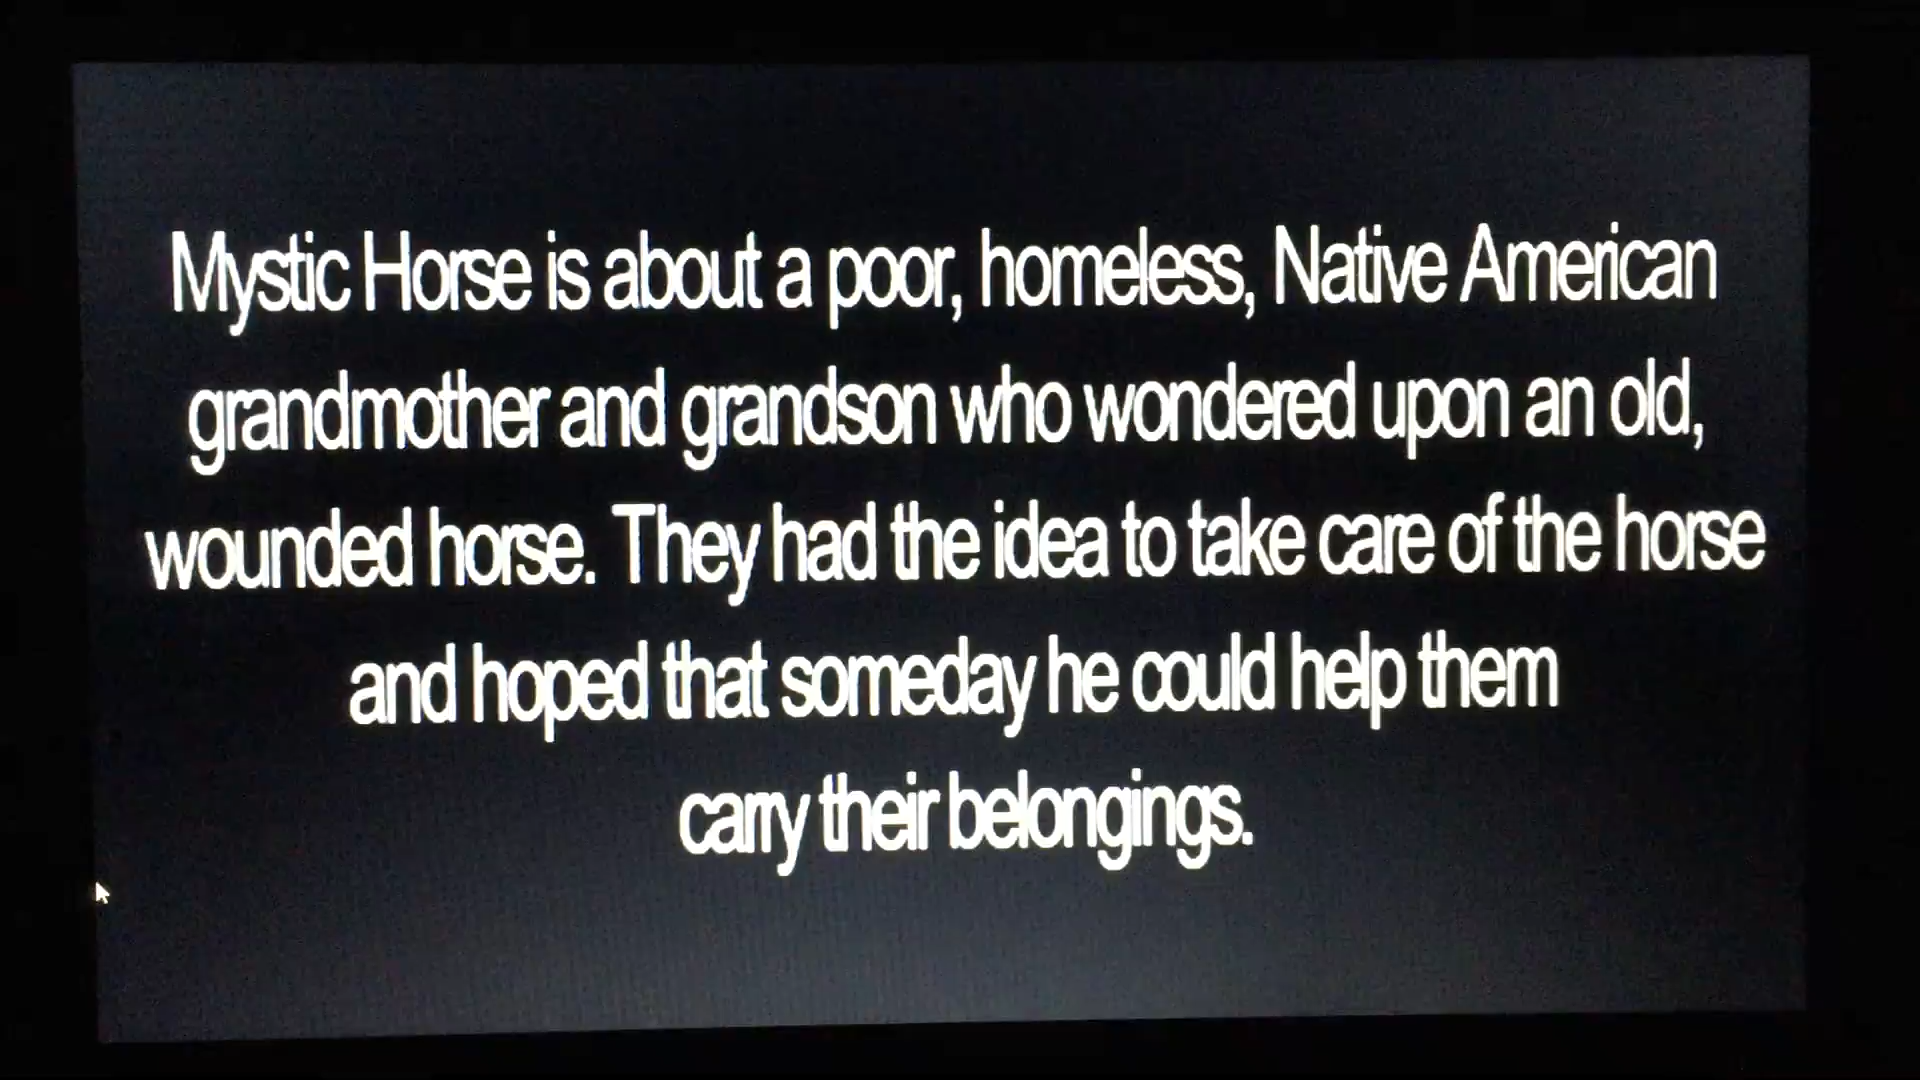 Mystic Horse is about a poor, homeless, Native American
grandmother and grandson who wondered upon an old,
wounded horse. They had the idea to take care of the horse
and hoped that someday he could help them
carry their belongings.